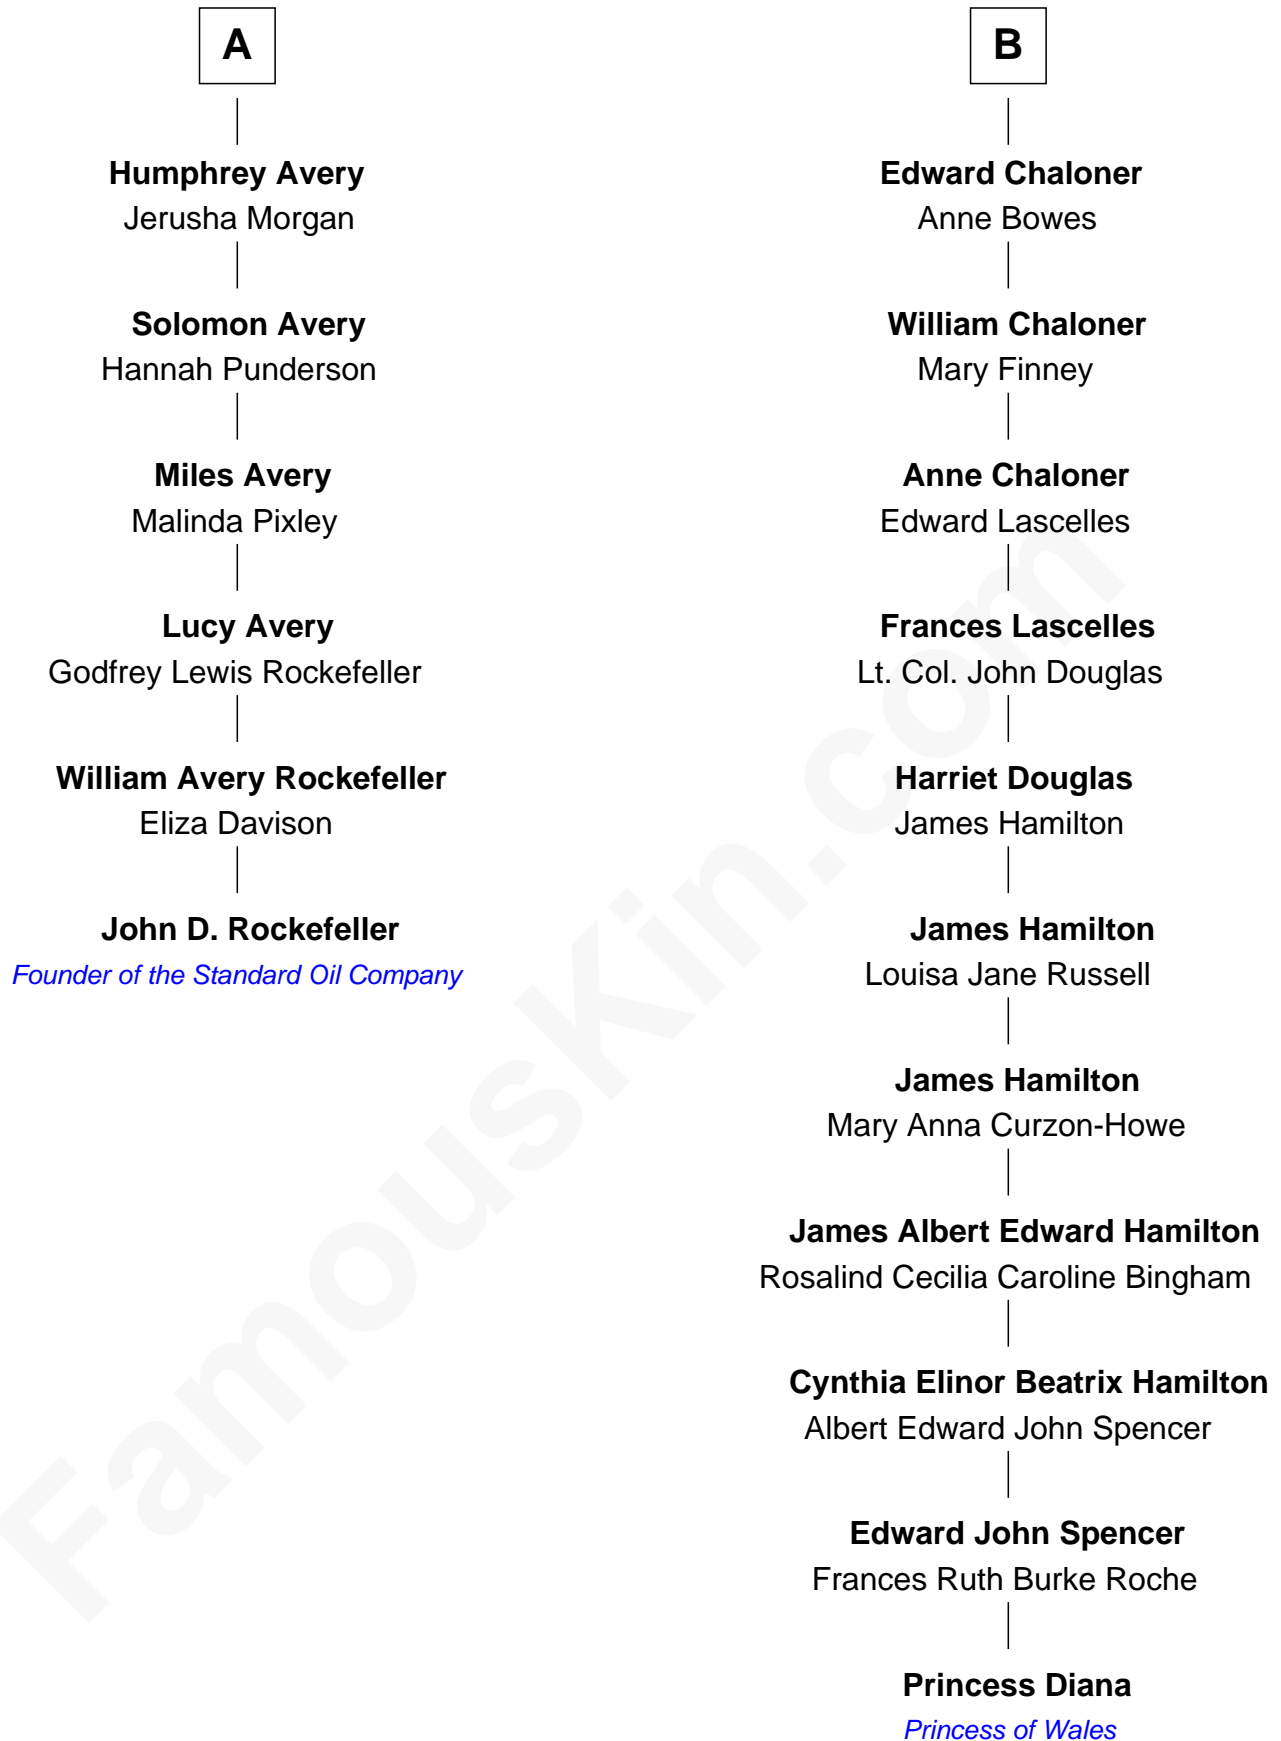 A
Humphrey Avery
Jerusha Morgan
Solomon Avery
Hannah Punderson
Miles Avery
Malinda Pixley
Lucy Avery
Godfrey Lewis Rockefeller
William Avery Rockefeller
Eliza Davison
John D. Rockefeller
Founder of the Standard Oil Company
B
Edward Chaloner
Anne Bowes
William Chaloner
Mary Finney
Anne Chaloner
Edward Lascelles
Frances Lascelles
Lt. Col. John Douglas
Harriet Douglas
James Hamilton
James Hamilton
Louisa Jane Russell
James Hamilton
Mary Anna Curzon-Howe
James Albert Edward Hamilton
Rosalind Cecilia Caroline Bingham
Cynthia Elinor Beatrix Hamilton
Albert Edward John Spencer
Edward John Spencer
Frances Ruth Burke Roche
Princess Diana
Princess of Wales
FamousKin.com